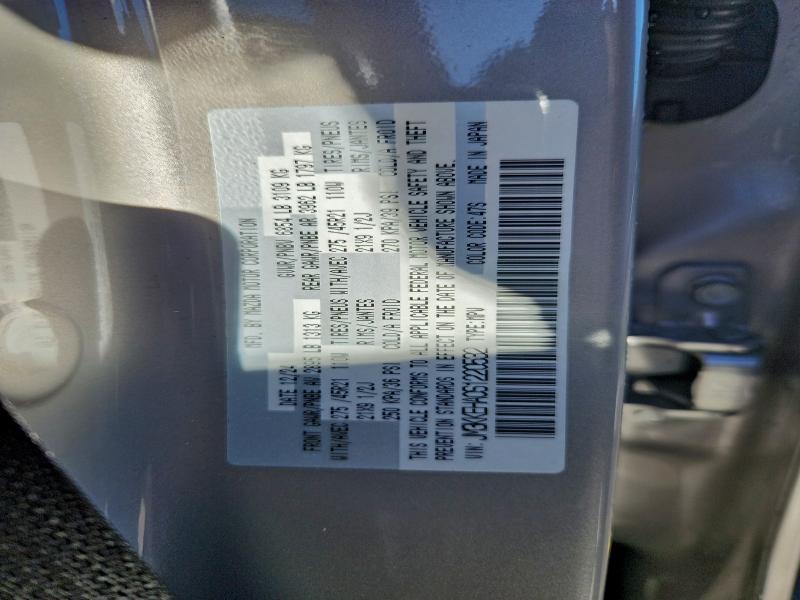 MFD. BY MAZDA MOTOR CORPORATION
DATE 12/24 GVWR/PNBV 6854 LB 3109 KG
FRONT GAWR/PNBE AV 2895 LB 1313 KG REAR GAWR/PNBE AR 3962 LB 1797 KG
WITH/AVEC 275 /45R21 110W TIRES/PNEUS WITH/AVEC 275 /45R21 110W TIRES/PNEUS
21X9 1/2J RIMS/JANTES 21X9 1/2J RIMS/JANTES
250 KPA/36 PSI COLD/A FROID 270 KPA/39 PSI COLD/A FROID
THIS VEHICLE CONFORMS TO ALL APPLICABLE FEDERAL MOTOR VEHICLE SAFETY AND THEFT
PREVENTION STANDARDS IN EFFECT ON THE DATE OF MANUFACTURE SHOWN ABOVE.
TYPE:MPV COLOR CODE:47S MADE IN JAPAN